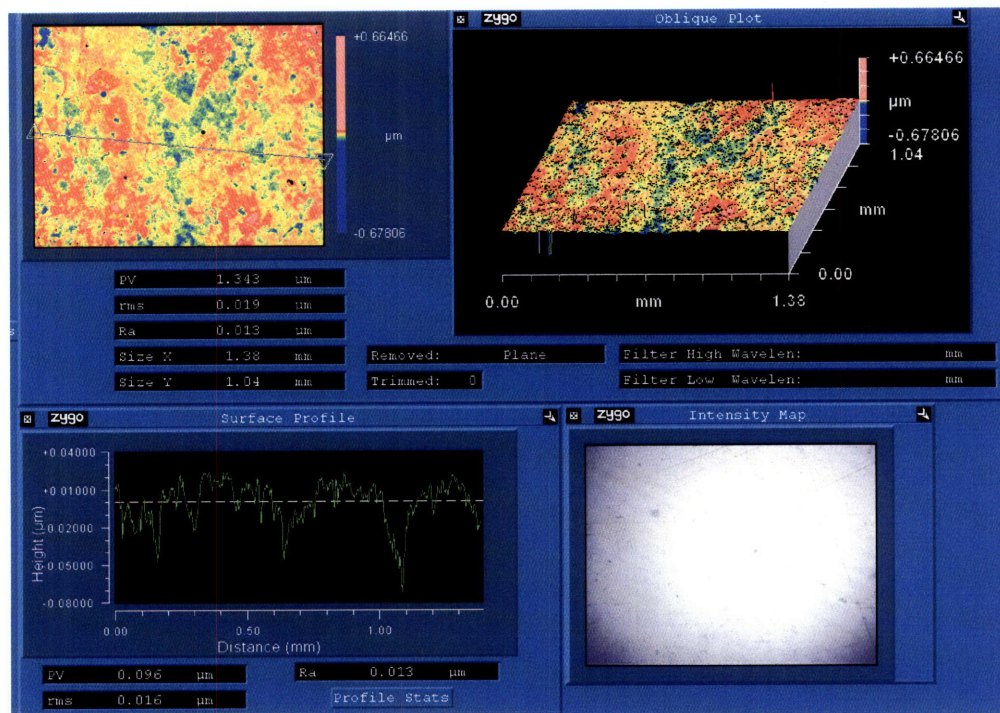 +0.66466
µm
-0.67806
PV 1.343 µm
rms 0.019 µm
Ra 0.013 µm
Size X 1.38 mm
Size Y 1.04 mm
zygo Oblique Plot
+0.66466
µm
-0.67806
1.04
mm
0.00
0.00 mm 1.38
Removed: Plane
Trimmed: 0
Filter High Wavelen: mm
Filter Low Wavelen: mm
zygo Surface Profile
+0.04000
+0.01000
-0.02000
-0.05000
-0.08000
Height (µm)
0.00 0.50 1.00
Distance (mm)
PV 0.096 µm
rms 0.016 µm
Ra 0.013 µm
Profile Stats
zygo Intensity Map